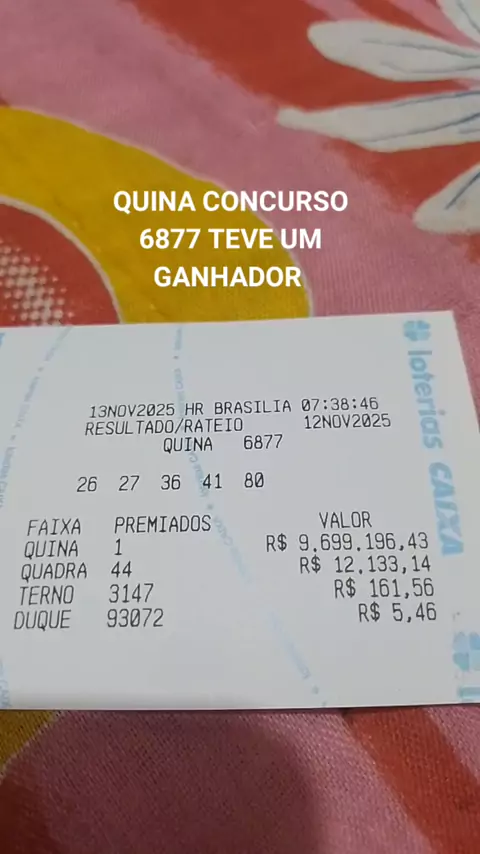 QUINA CONCURSO
6877 TEVE UM
GANHADOR
loterias CAIXA
13NOV2025 HR BRASILIA 07:38:46
RESULTADO/RATEIO 12NOV2025
QUINA 6877
26 27 36 41 80
FAIXA PREMIADOS VALOR
QUINA 1 R$ 9.699.196,43
QUADRA 44 R$ 12.133,14
TERNO 3147 R$ 161,56
DUQUE 93072 R$ 5,46